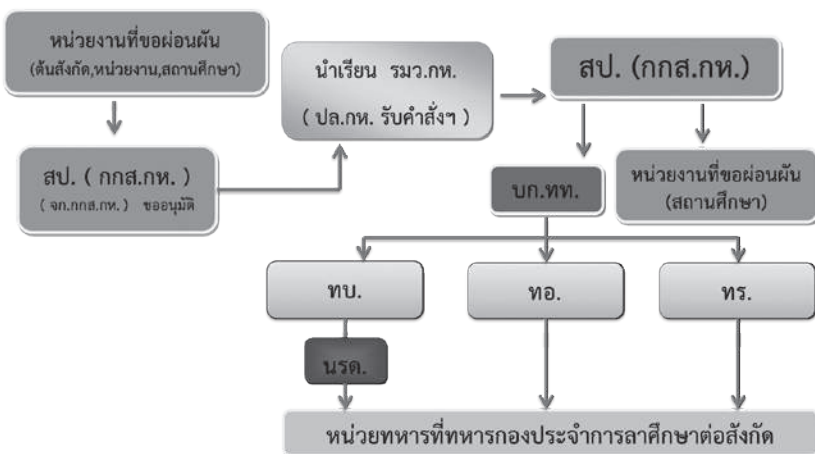 หน่วยงานที่ขอผ่อนผัน
(ต้นสังกัด,หน่วยงาน,สถานศึกษา)
สป. ( กกส.กห. )
( จก.กกส.กห. ) ขออนุมัติ
นำเรียน รมว.กห.
( ปล.กห. รับคำสั่งฯ )
สป. (กกส.กห.)
บก.ทท.
หน่วยงานที่ขอผ่อนผัน
(สถานศึกษา)
ทบ.
ทอ.
ทร.
นรด.
หน่วยทหารที่ทหารกองประจำการลาศึกษาต่อสังกัด